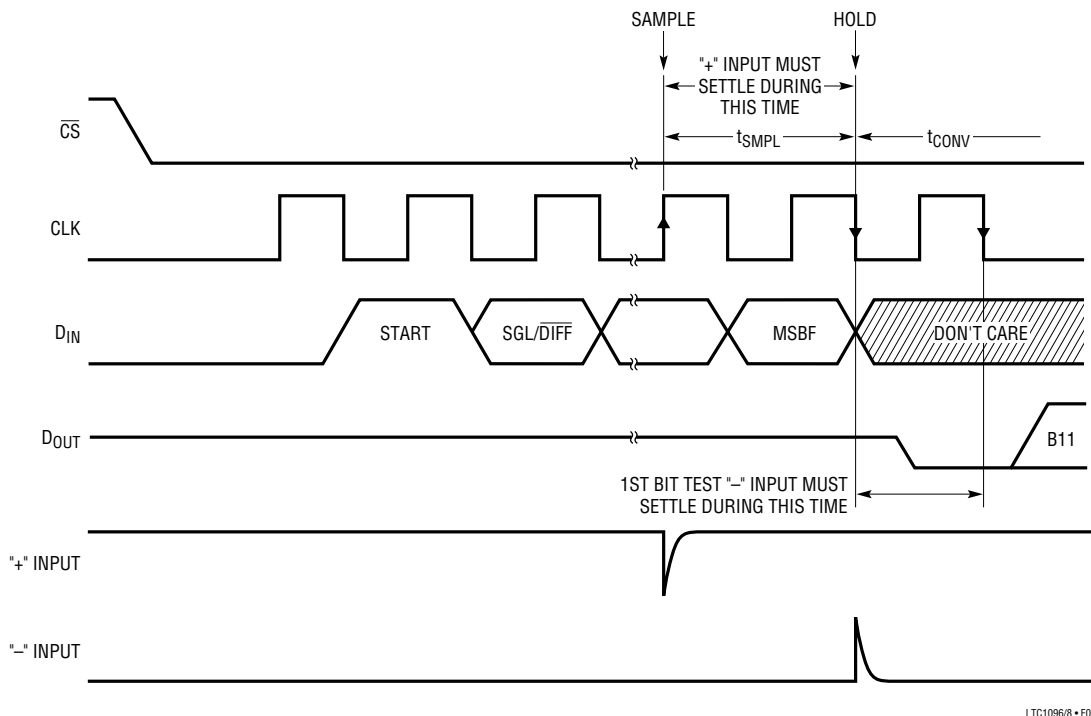 SAMPLE
HOLD
"+" INPUT MUST
SETTLE DURING
THIS TIME
CS
tSMPL
tCONV
CLK
DIN
START
SGL/DIFF
MSBF
DON'T CARE
DOUT
B11
1ST BIT TEST "–" INPUT MUST
SETTLE DURING THIS TIME
"+" INPUT
"–" INPUT